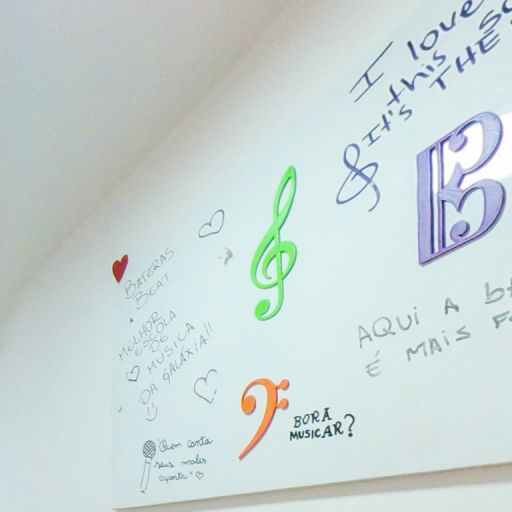 I love
this
It's THE
BATERAS
BEAT.
MELHOR
ESCOLA
DE
MÚSICA
DA GALÁXIA!!
AQUI A
É MAIS
BORA
MUSICAR?
"Quem canta
seus males
espanta"